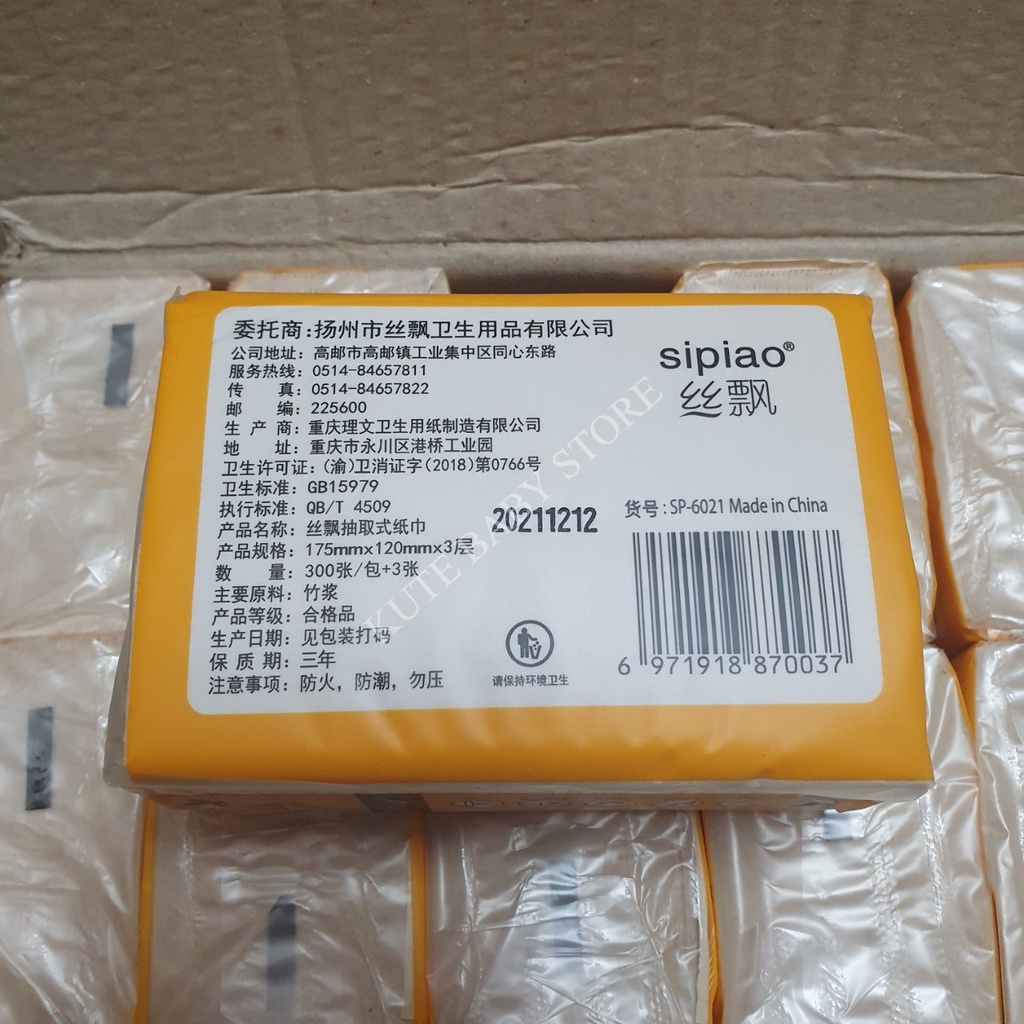 委托商:扬州市丝飘卫生用品有限公司
公司地址: 高邮市高邮镇工业集中区同心东路
服务热线: 0514-84657811
传 真: 0514-84657822
邮 编: 225600
生 产 商: 重庆理文卫生用纸制造有限公司
地 址: 重庆市永川区港桥工业园
卫生许可证: (渝)卫消证字(2018)第0766号
卫生标准: GB15979
执行标准: QB/T 4509
产品名称: 丝飘抽取式纸巾
产品规格: 175mm×120mm×3层
数 量: 300张/包+3张
主要原料: 竹浆
产品等级: 合格品
生产日期: 见包装打码
保 质 期: 三年
注意事项: 防火, 防潮, 勿压
sipiao®
丝飘
20211212
货号: SP-6021 Made in China
6 971918 870037
请保持环境卫生
KUTE BABY STORE